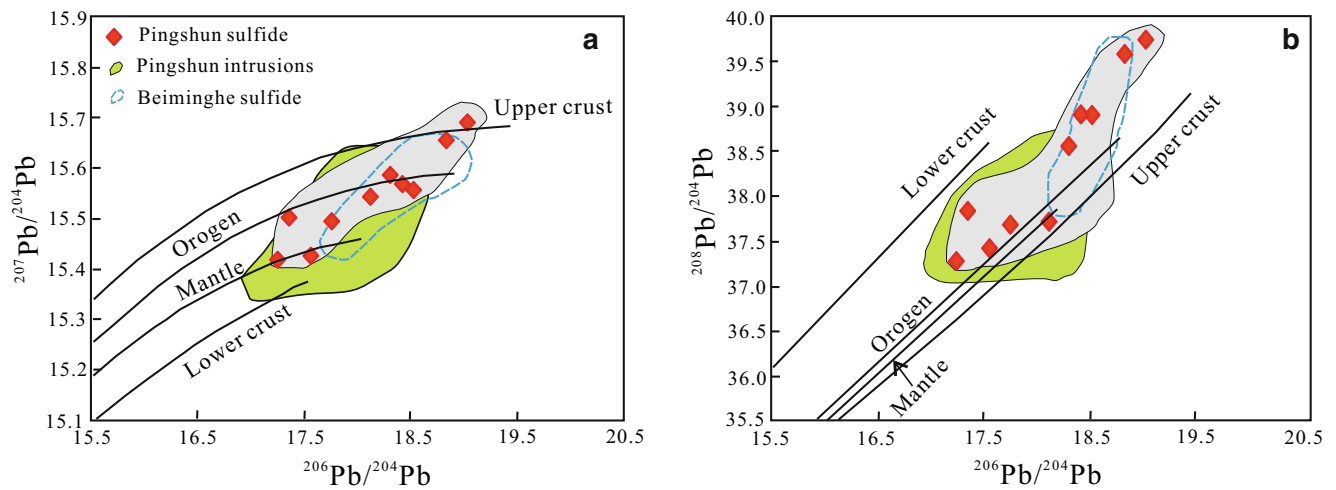 a
Pingshun sulfide
Pingshun intrusions
Beiminghe sulfide
Upper crust
Orogen
Mantle
Lower crust
15.9
15.8
15.7
15.6
15.5
15.4
15.3
15.2
15.1
15.5
16.5
17.5
18.5
19.5
20.5
²⁰⁷Pb/²⁰⁴Pb
²⁰⁶Pb/²⁰⁴Pb
b
Lower crust
Upper crust
Orogen
Mantle
40.0
39.5
39.0
38.5
38.0
37.5
37.0
36.5
36.0
35.5
15.5
16.5
17.5
18.5
19.5
20.5
²⁰⁸Pb/²⁰⁴Pb
²⁰⁶Pb/²⁰⁴Pb